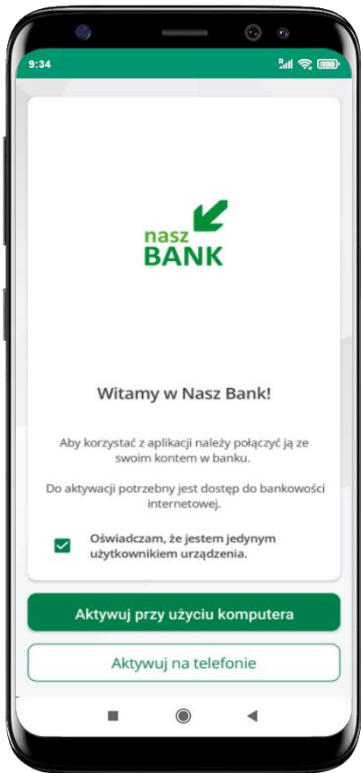 9:34
100
nasz
BANK
Witamy w Nasz Bank!
Aby korzystać z aplikacji należy połączyć ją ze
swoim kontem w banku.
Do aktywacji potrzebny jest dostęp do bankowości
internetowej.
Oświadczam, że jestem jedynym
użytkownikiem urządzenia.
Aktywuj przy użyciu komputera
Aktywuj na telefonie